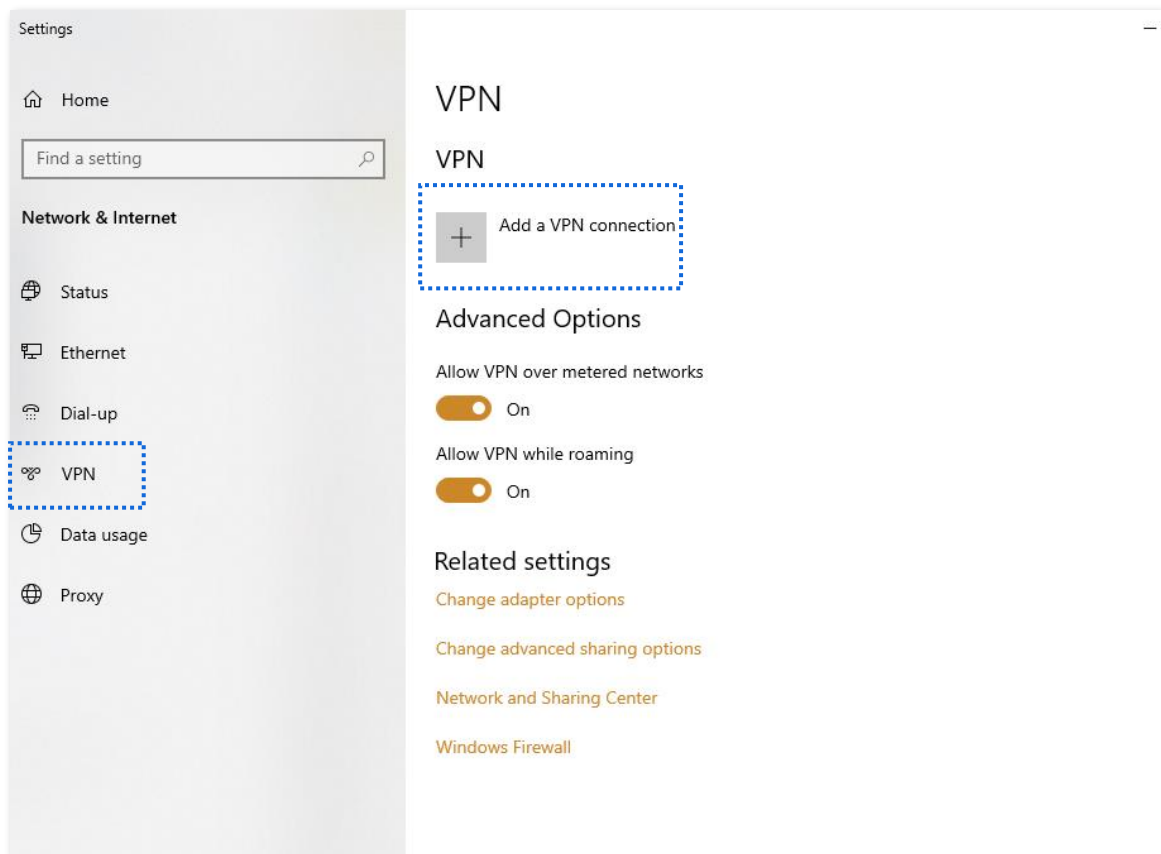 Settings
Home
Find a setting
Network & Internet
Status
Ethernet
Dial-up
VPN
Data usage
Proxy
VPN
VPN
Add a VPN connection
Advanced Options
Allow VPN over metered networks
On
Allow VPN while roaming
On
Related settings
Change adapter options
Change advanced sharing options
Network and Sharing Center
Windows Firewall